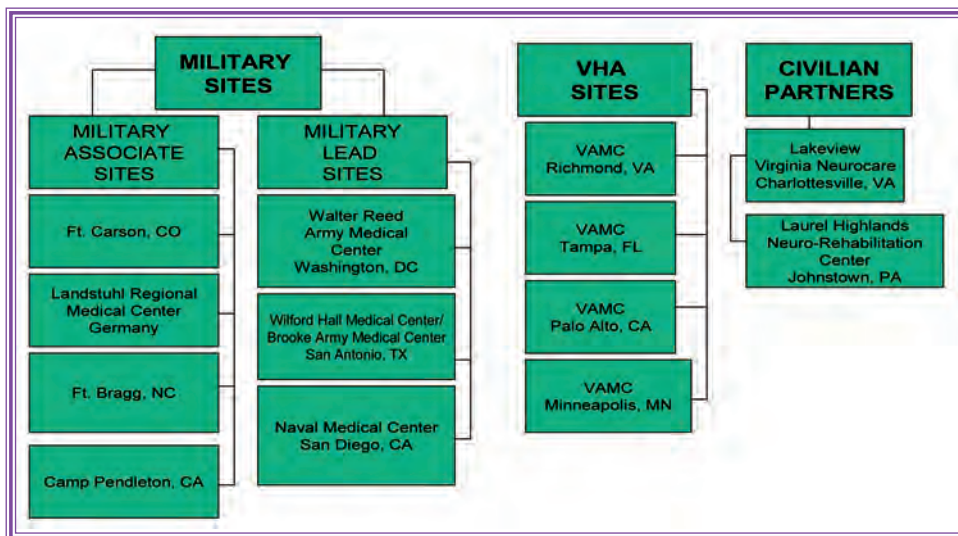 MILITARY
SITES
MILITARY
ASSOCIATE
SITES
Ft. Carson, CO
Landstuhl Regional
Medical Center
Germany
Ft. Bragg, NC
Camp Pendleton, CA
MILITARY
LEAD
SITES
Walter Reed
Army Medical
Center
Washington, DC
Wilford Hall Medical Center/
Brooke Army Medical Center
San Antonio, TX
Naval Medical Center
San Diego, CA
VHA
SITES
VAMC
Richmond, VA
VAMC
Tampa, FL
VAMC
Palo Alto, CA
VAMC
Minneapolis, MN
CIVILIAN
PARTNERS
Lakeview
Virginia Neurocare
Charlottesville, VA
Laurel Highlands
Neuro-Rehabilitation
Center
Johnstown, PA